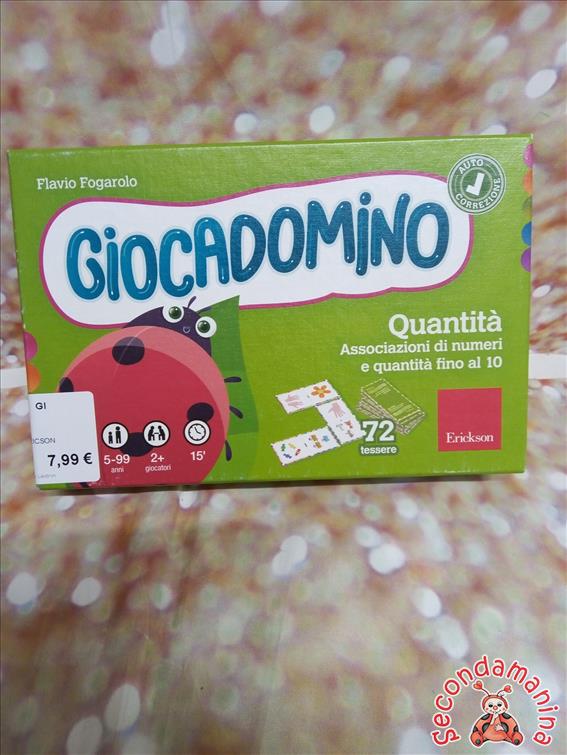 Flavio Fogarolo
AUTO
CORREZIONE
GIOCADOMINO
Quantità
Associazioni di numeri
e quantità fino al 10
GI
ICSON
7,99 €
5-99
anni
2+
giocatori
15'
72
tessere
Erickson
Secondamanina